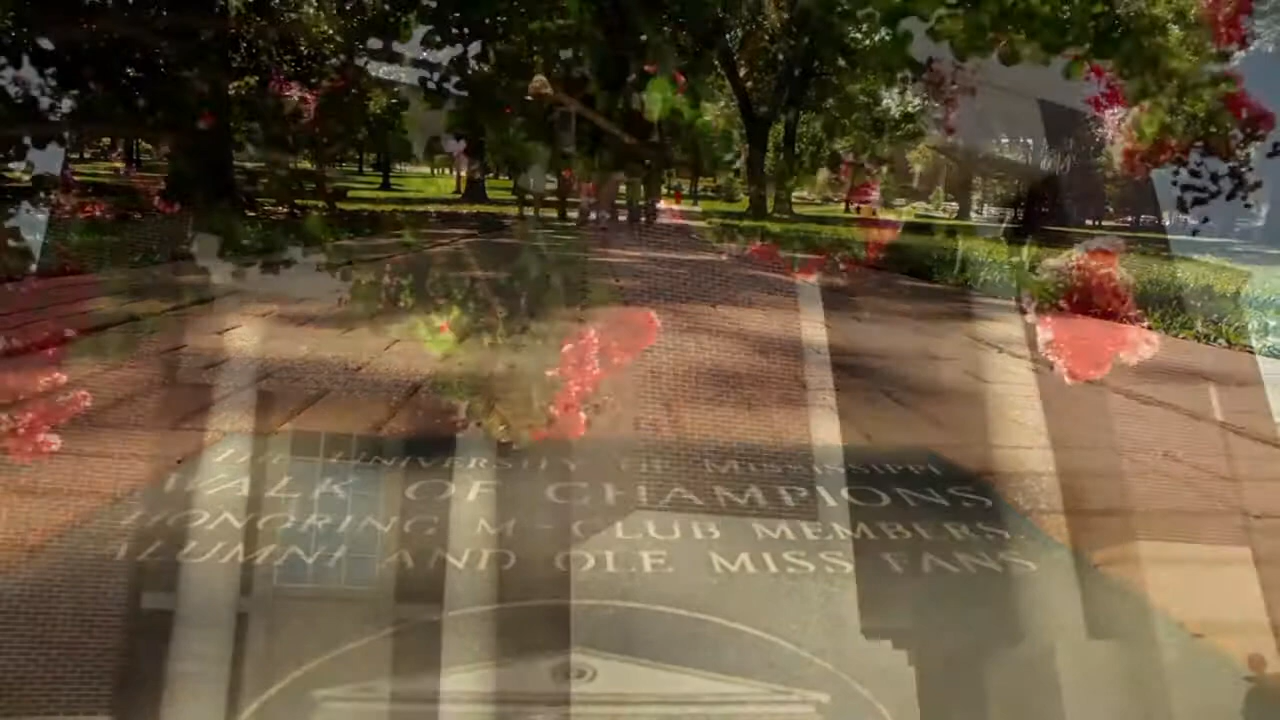 THE UNIVERSITY OF MISSISSIPPI
WALK OF CHAMPIONS
HONORING M-CLUB MEMBERS,
ALUMNI AND OLE MISS FANS